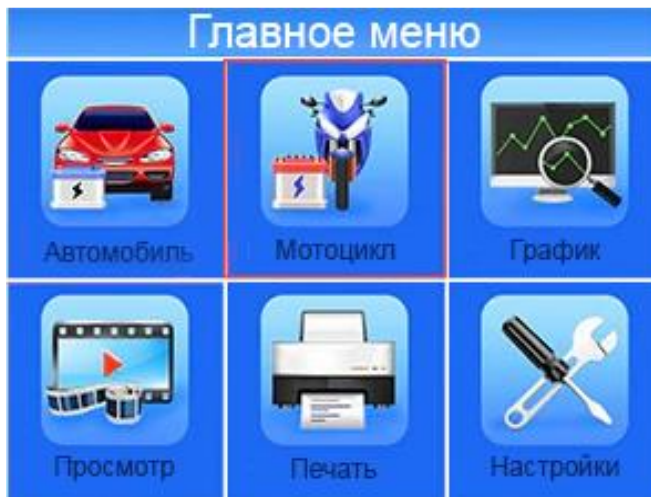 Главное меню
Автомобиль
Мотоцикл
График
Просмотр
Печать
Настройки